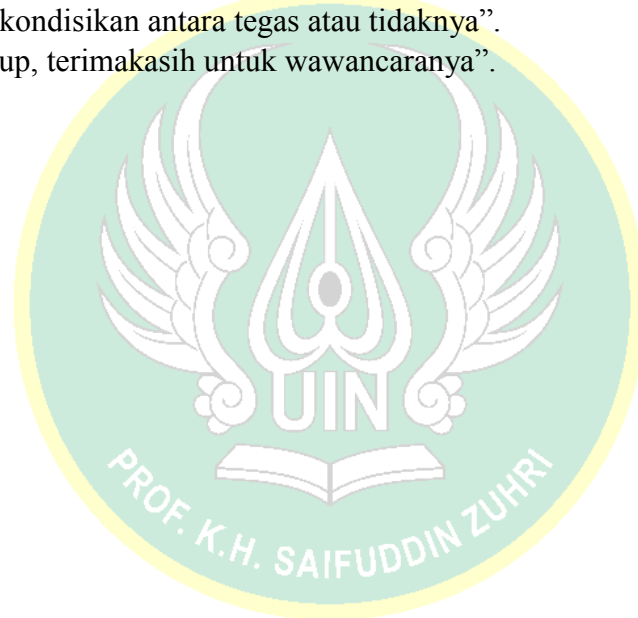 kondisikan antara tegas atau tidaknya”.
up, terimakasih untuk wawancaranya”.
UIN
PROF. K.H. SAIFUDDIN ZUHRI